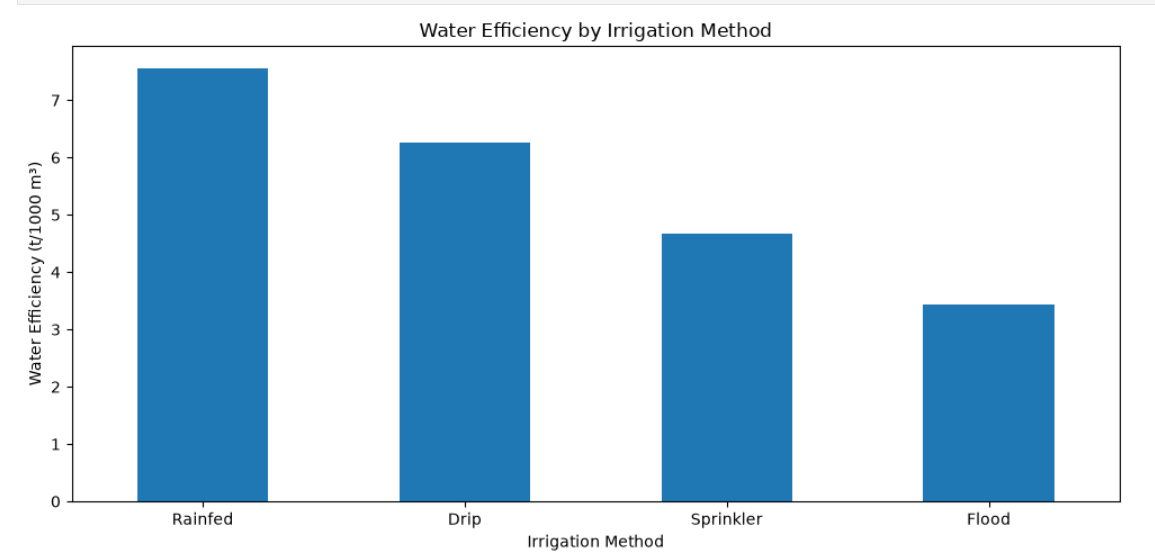 Water Efficiency by Irrigation Method
Water Efficiency (t/1000 m³)
7
6
5
4
3
2
1
0
Rainfed Drip Sprinkler Flood
Irrigation Method